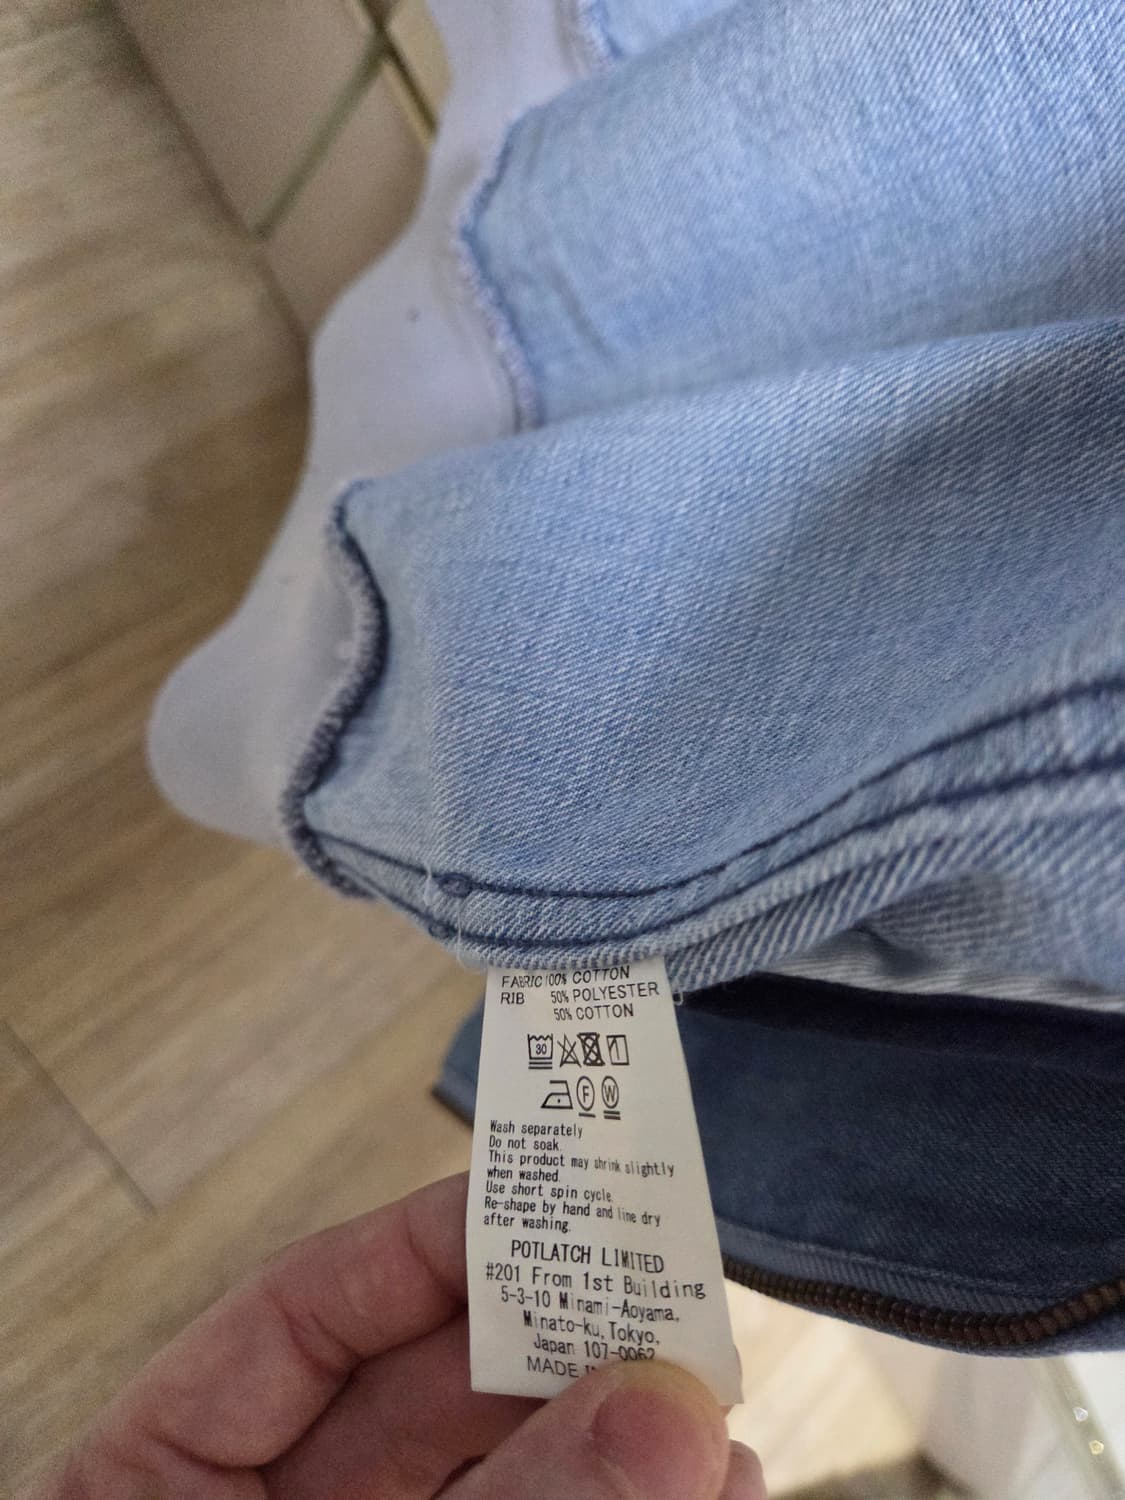 FABRIC 100% COTTON
RIB 50% POLYESTER
50% COTTON
30
F W
Wash separately
Do not soak.
This product may shrink slightly
when washed.
Use short spin cycle.
Re-shape by hand and line dry
after washing.
POTLATCH LIMITED
#201 From 1st Building
5-3-10 Minami-Aoyama,
Minato-ku,Tokyo,
Japan 107-0062
MADE